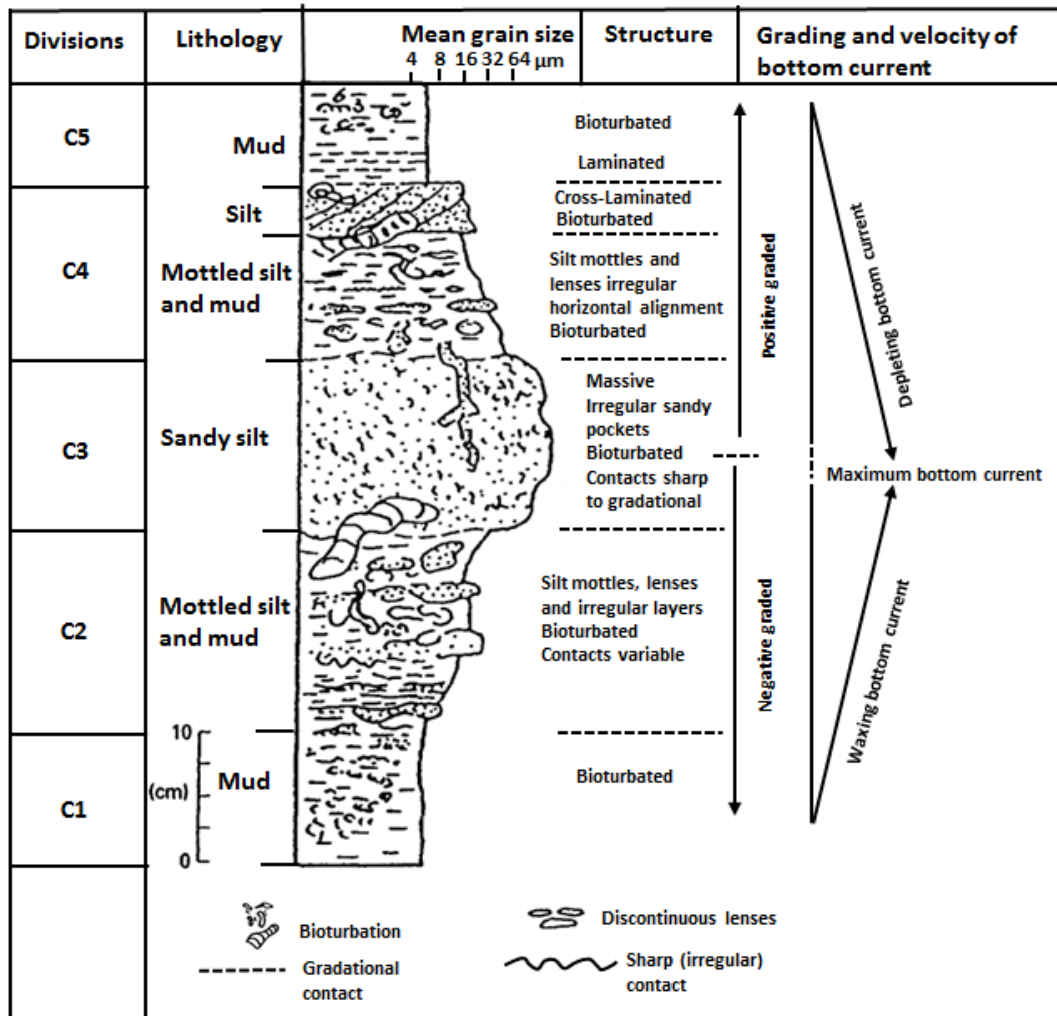 Divisions
Lithology
Mean grain size
4 8 16 32 64 μm
Structure
Grading and velocity of
bottom current
C5
Mud
Bioturbated
Laminated
Silt
Cross-Laminated
Bioturbated
C4
Mottled silt
and mud
Silt mottles and
lenses irregular
horizontal alignment
Bioturbated
Positive graded
Depleting bottom current
C3
Sandy silt
Massive
Irregular sandy
pockets
Bioturbated
Contacts sharp
to gradational
Maximum bottom current
C2
Mottled silt
and mud
Silt mottles, lenses
and irregular layers
Bioturbated
Contacts variable
Negative graded
Waxing bottom current
C1
10
(cm)
0
Mud
Bioturbated
Bioturbation
Discontinuous lenses
Gradational
contact
Sharp (irregular)
contact